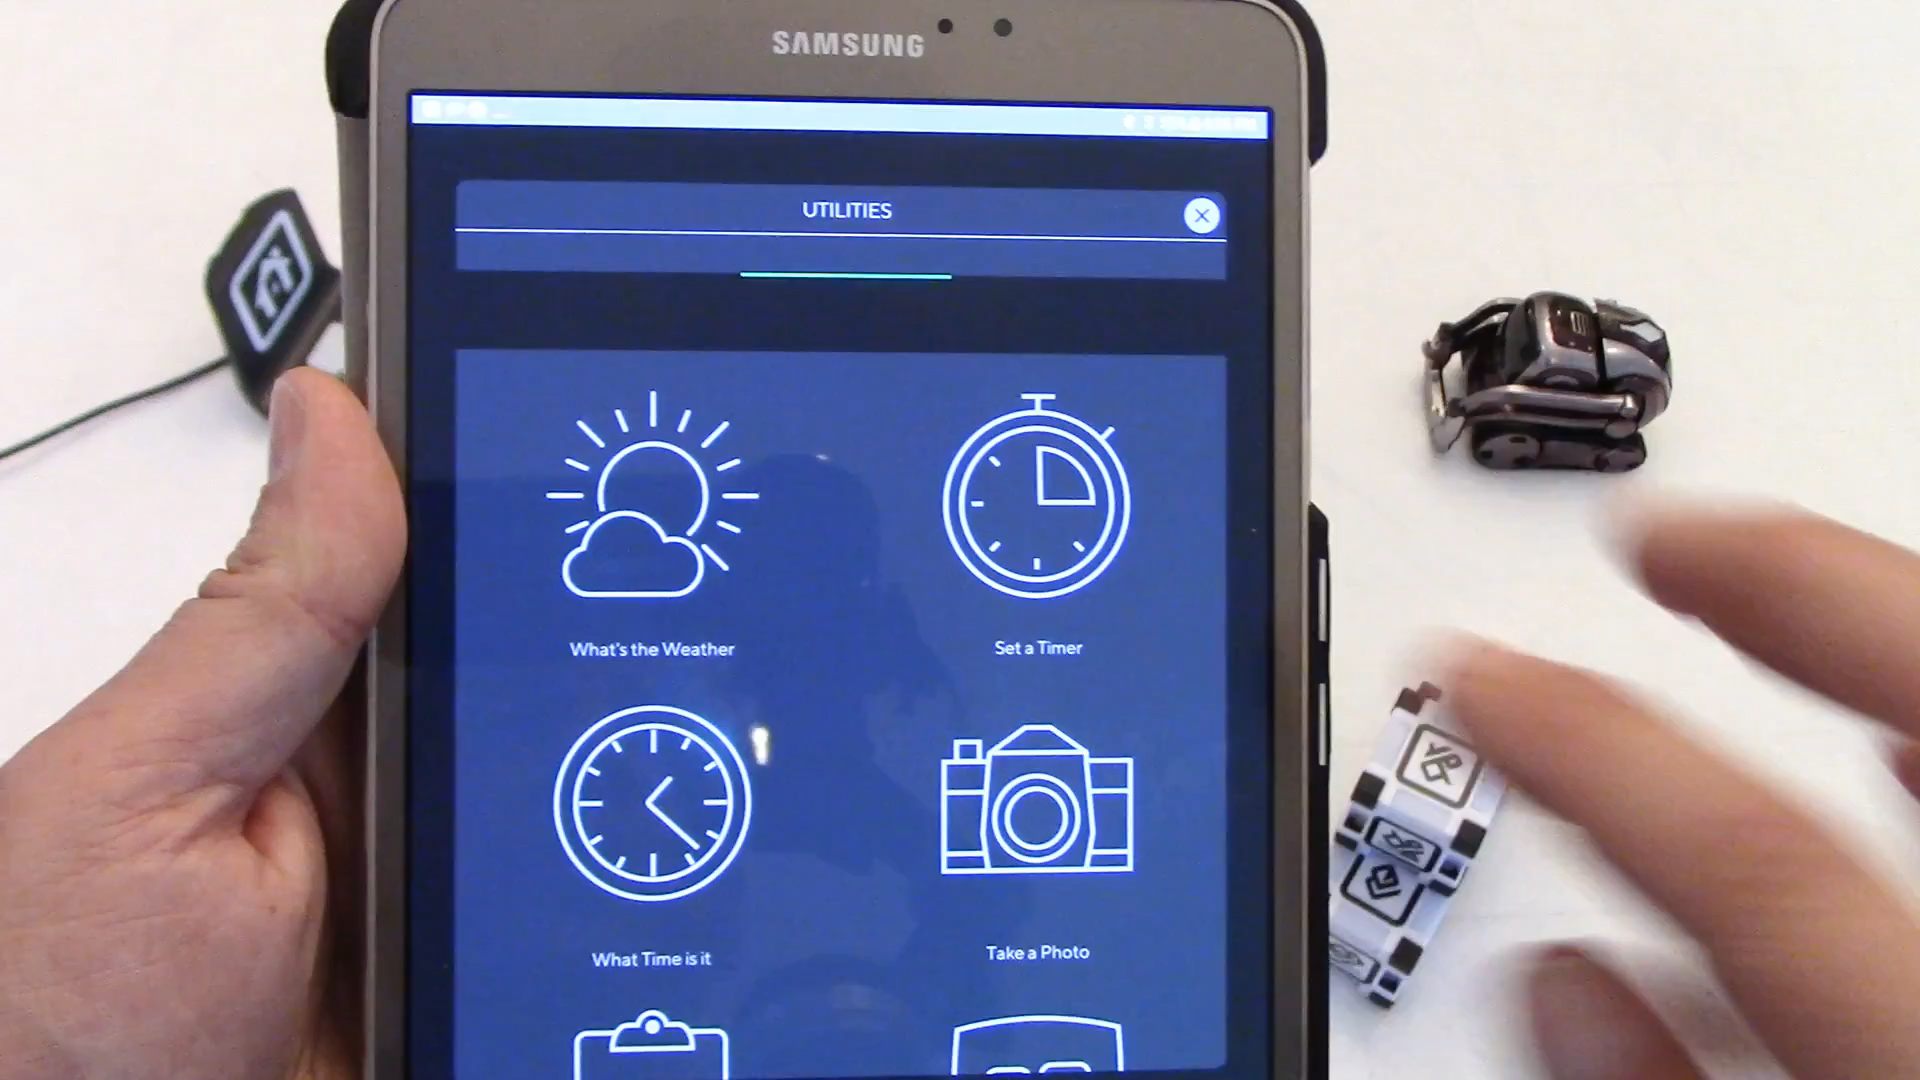 SAMSUNG
UTILITIES
What's the Weather
Set a Timer
What Time is it
Take a Photo